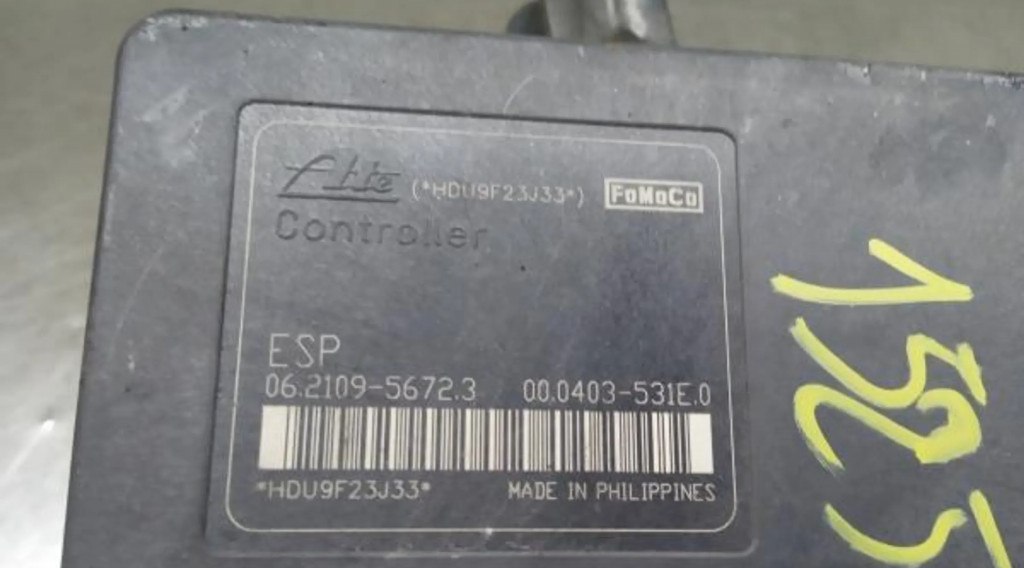 Ate (*HDU9F23J33*) FoMoCo
Controller
ESP
06.2109-5672.3 00.0403-531E.0
*HDU9F23J33* MADE IN PHILIPPINES